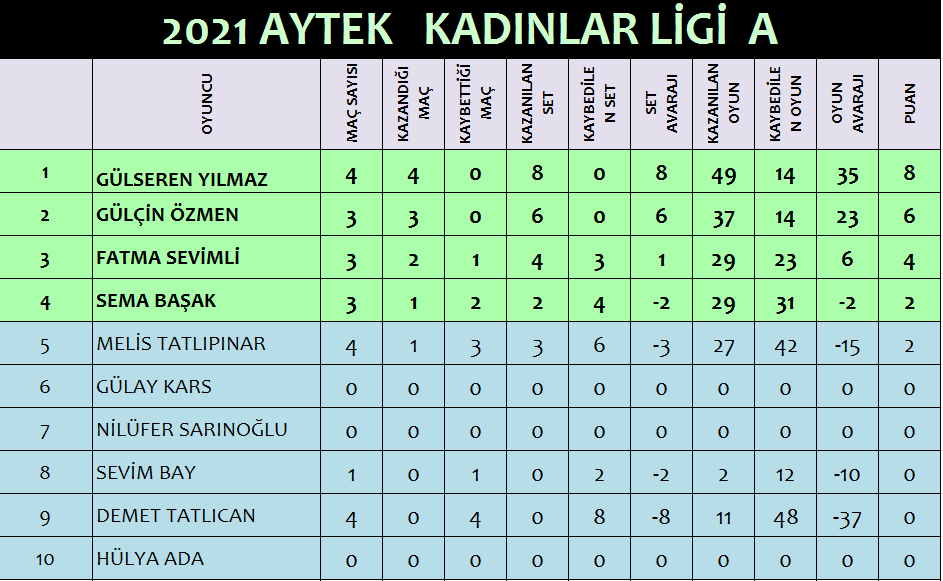 2021 AYTEK KADINLAR LİGİ A
OYUNCU MAÇ SAYISI KAZANDIĞI MAÇ KAYBETTİĞİ MAÇ KAZANILAN SET KAYBEDİLE N SET SET AVARAJI KAZANILAN OYUN KAYBEDİLE N OYUN OYUN AVARAJI PUAN
1 GÜLSEREN YILMAZ 4 4 0 8 0 8 49 14 35 8
2 GÜLÇİN ÖZMEN 3 3 0 6 0 6 37 14 23 6
3 FATMA SEVİMLİ 3 2 1 4 3 1 29 23 6 4
4 SEMA BAŞAK 3 1 2 2 4 -2 29 31 -2 2
5 MELİS TATLIPINAR 4 1 3 3 6 -3 27 42 -15 2
6 GÜLAY KARS 0 0 0 0 0 0 0 0 0 0
7 NİLÜFER SARINOĞLU 0 0 0 0 0 0 0 0 0 0
8 SEVİM BAY 1 0 1 0 2 -2 2 12 -10 0
9 DEMET TATLICAN 4 0 4 0 8 -8 11 48 -37 0
10 HÜLYA ADA 0 0 0 0 0 0 0 0 0 0